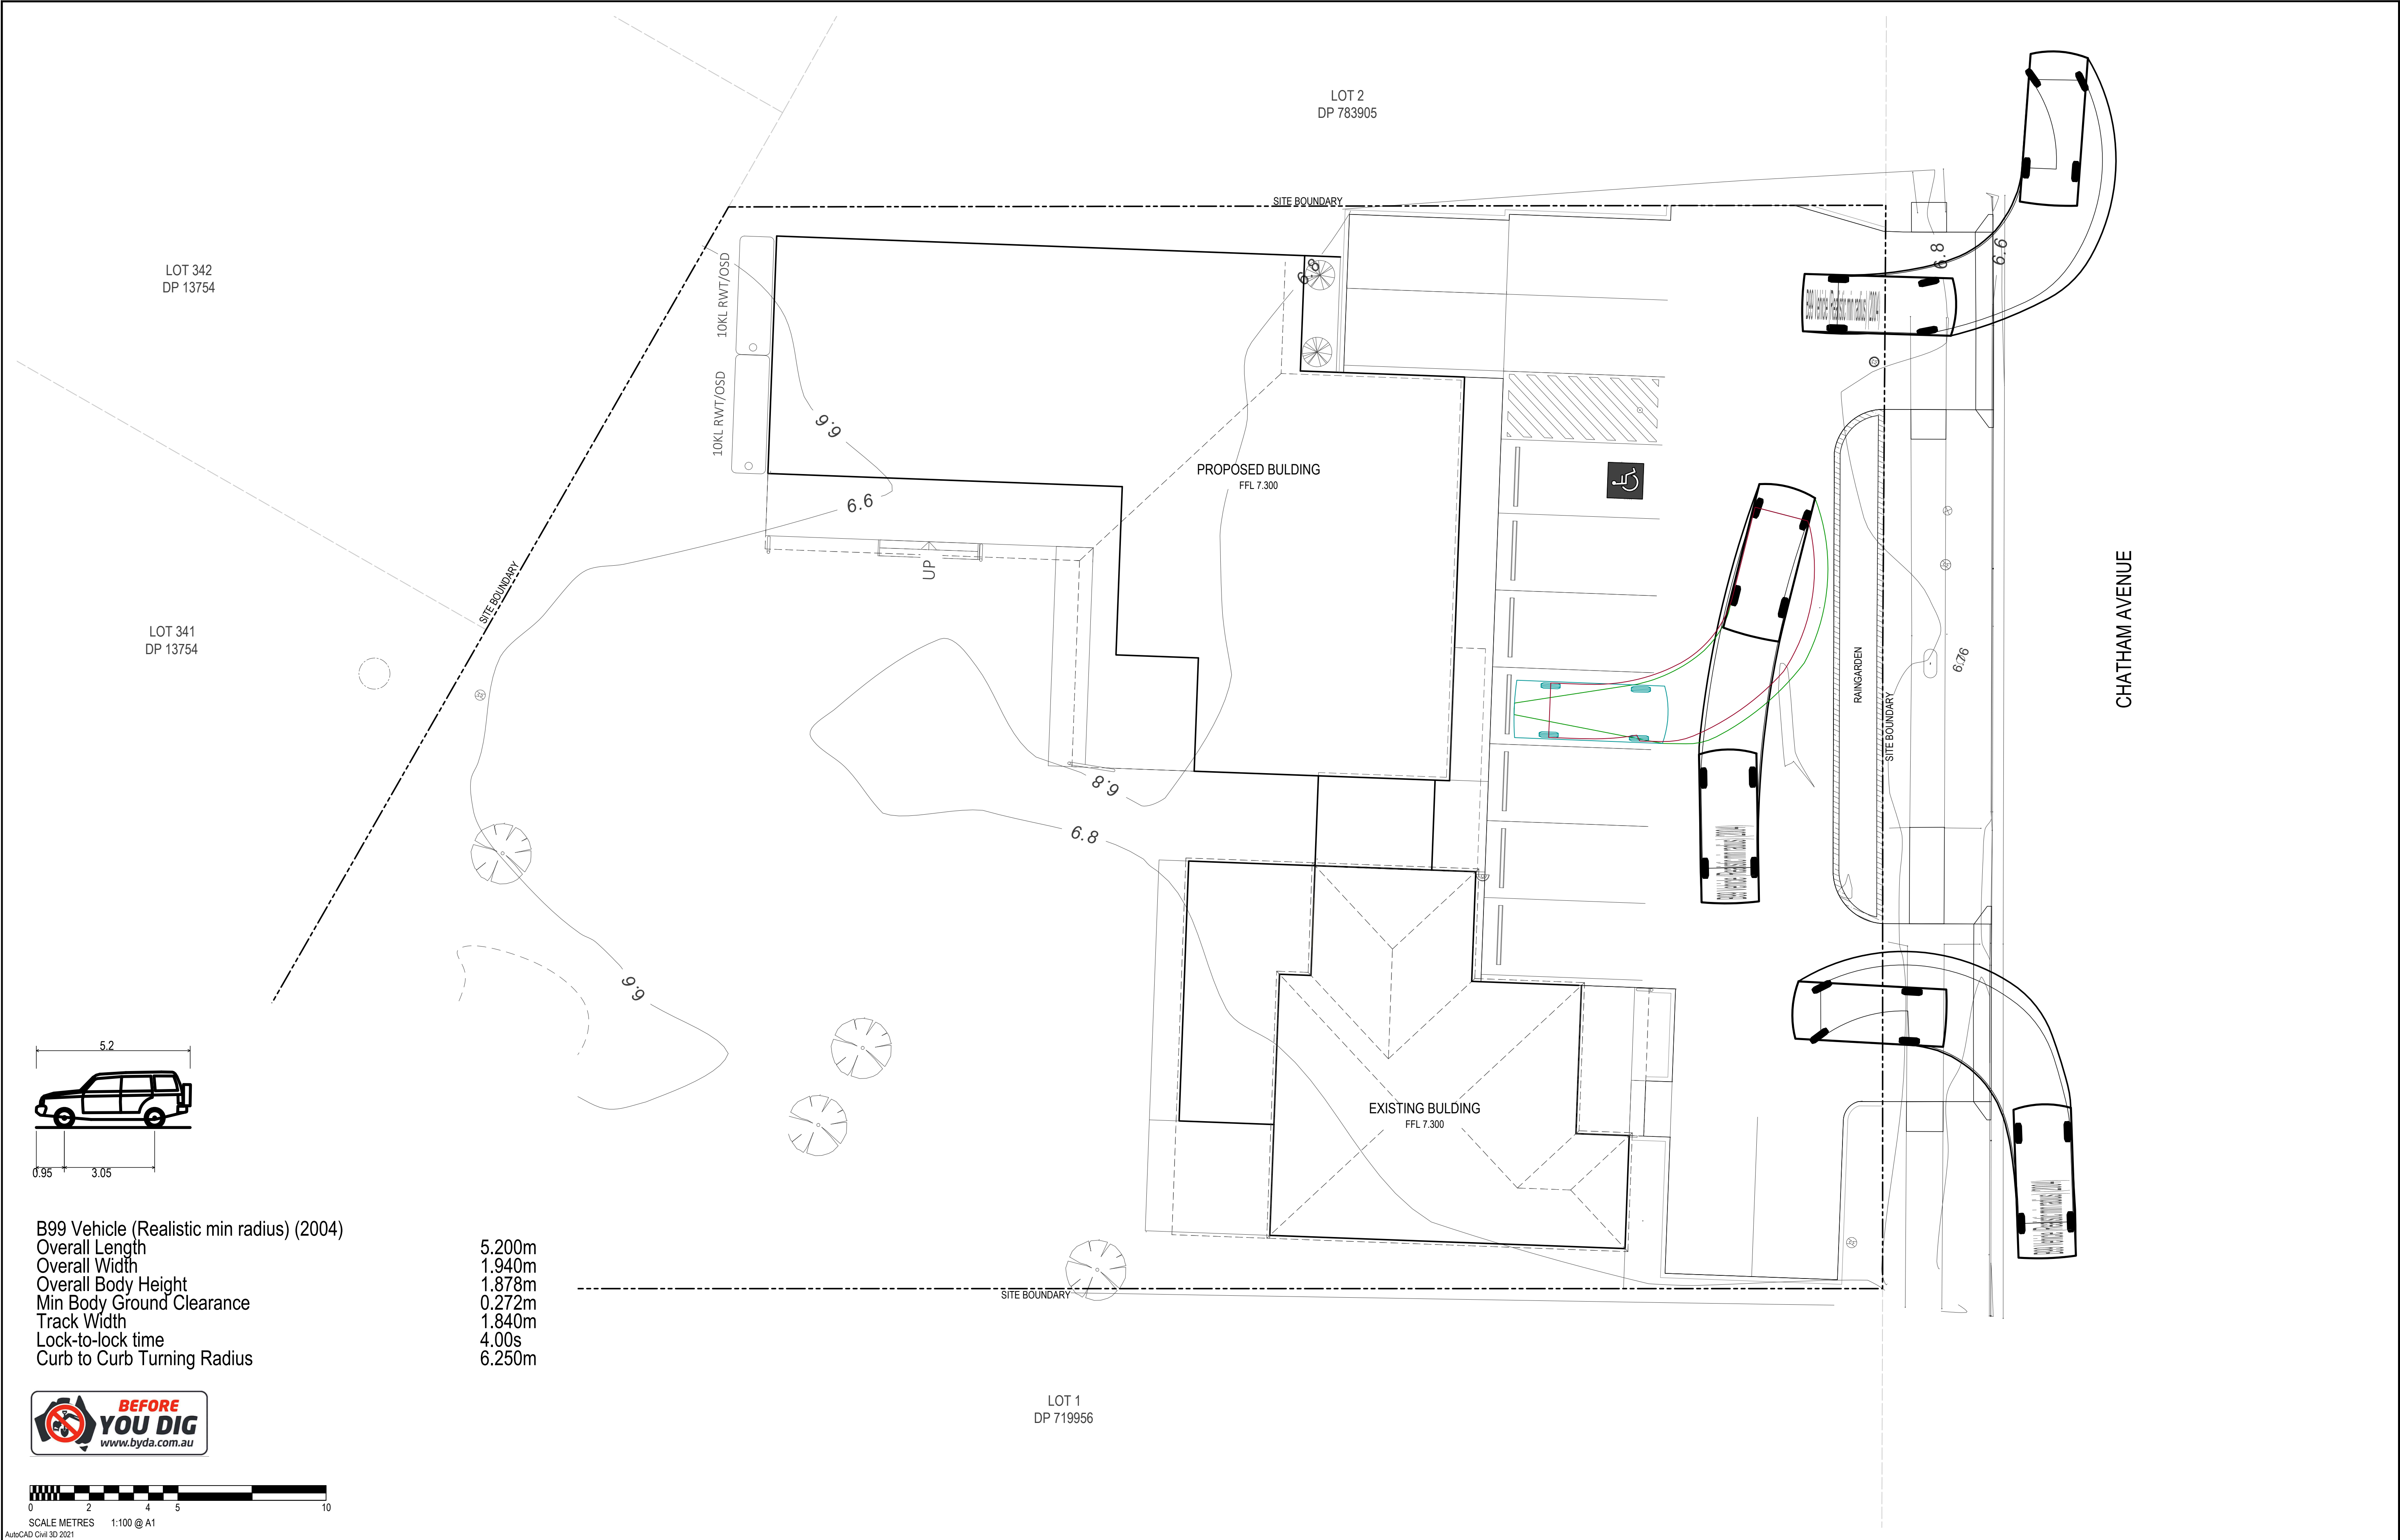 LOT 2
DP 783905
SITE BOUNDARY
LOT 342
DP 13754
10KL RWT/OSD
10KL RWT/OSD
6.8
6.8
6.6
6.6
6.6
PROPOSED BULDING
FFL 7.300
UP
SITE BOUNDARY
LOT 341
DP 13754
CHATHAM AVENUE
RAINGARDEN
SITE BOUNDARY
6.76
6.8
6.8
6.6
EXISTING BULDING
FFL 7.300
SITE BOUNDARY
LOT 1
DP 719956
5.2
0.95
3.05
B99 Vehicle (Realistic min radius) (2004)
Overall Length 5.200m
Overall Width 1.940m
Overall Body Height 1.878m
Min Body Ground Clearance 0.272m
Track Width 1.840m
Lock-to-lock time 4.00s
Curb to Curb Turning Radius 6.250m
BEFORE
YOU DIG
www.byda.com.au
0 2 4 5 10
SCALE METRES 1:100 @ A1
AutoCAD Civil 3D 2021